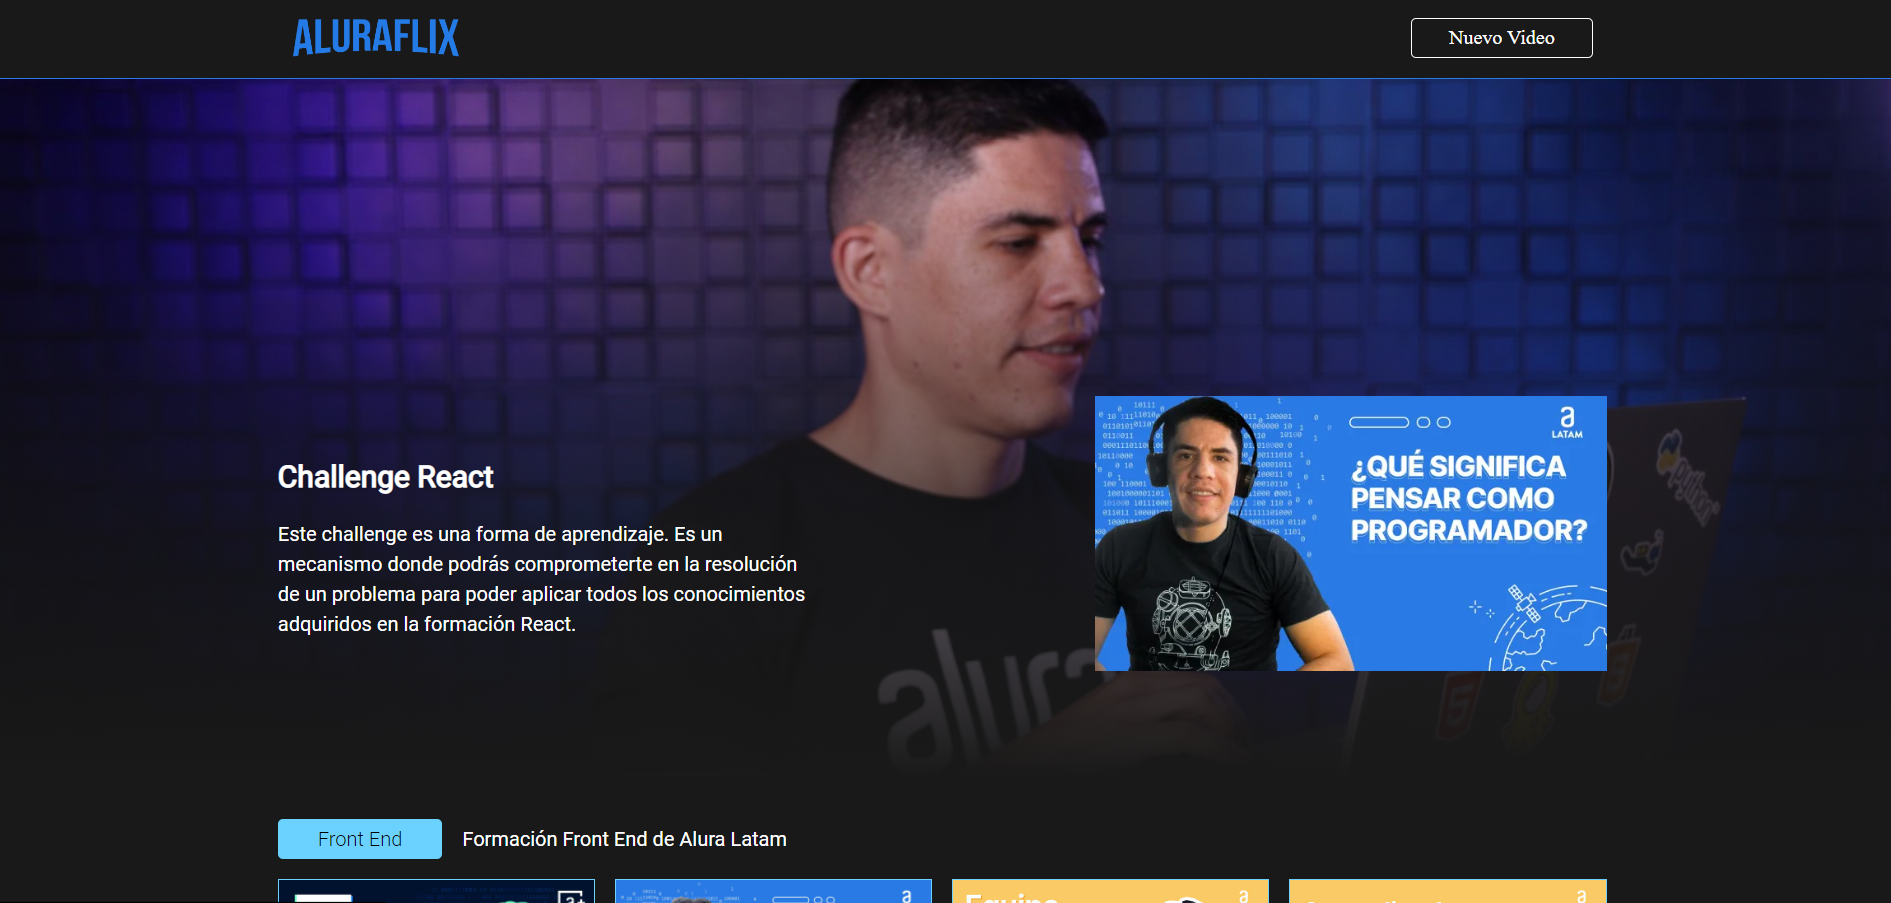 ALURAFLIX
Nuevo Video
a
LATAM
¿QUÉ SIGNIFICA
PENSAR COMO
PROGRAMADOR?
python
Challenge React
Este challenge es una forma de aprendizaje. Es un
mecanismo donde podrás comprometerte en la resolución
de un problema para poder aplicar todos los conocimientos
adquiridos en la formación React.
alura
Front End
Formación Front End de Alura Latam
Equipo